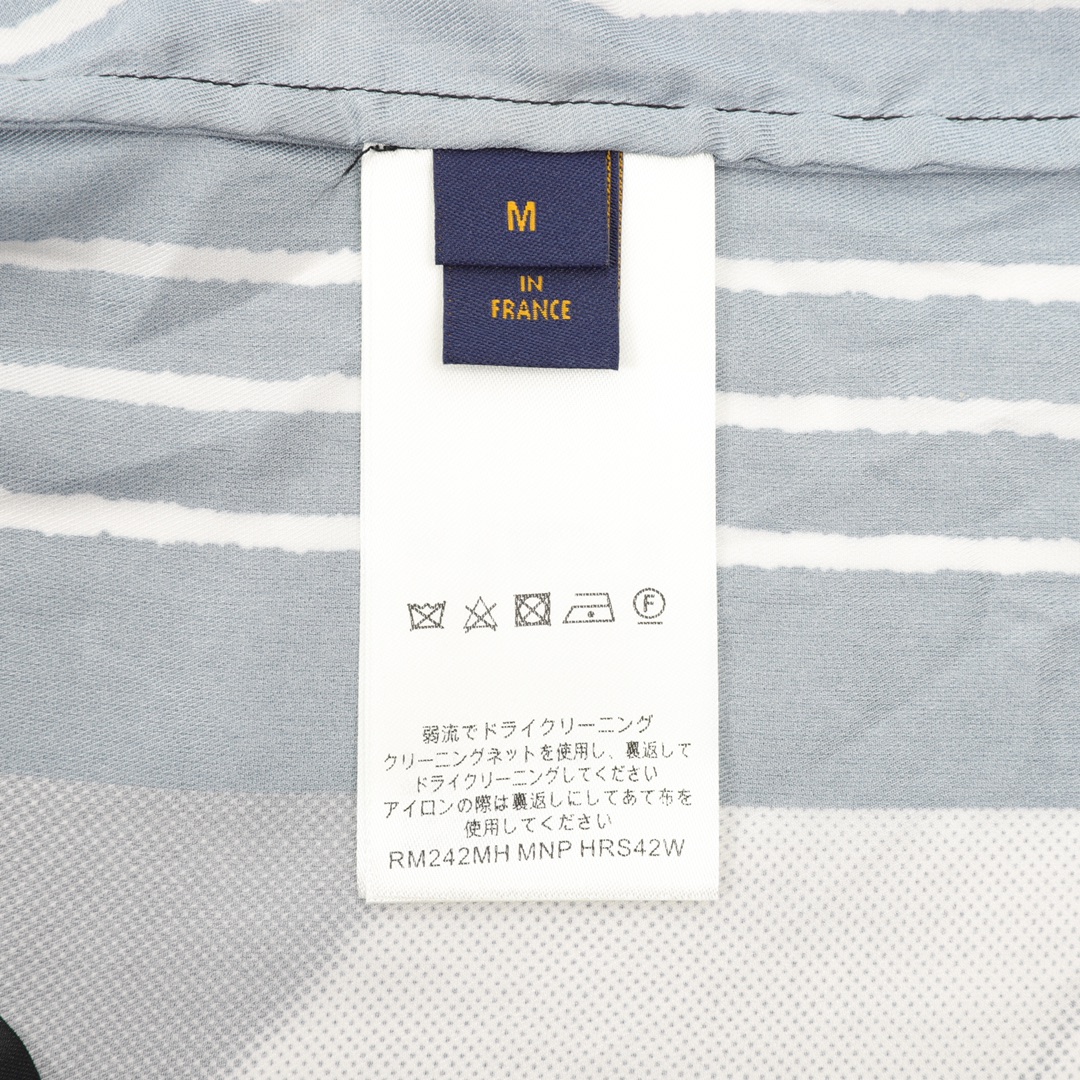 M
IN
FRANCE
F
弱流でドライクリーニング
クリーニングネットを使用し、裏返して
ドライクリーニングしてください
アイロンの際は裏返しにしてあて布を
使用してください
RM242MH MNP HRS42W